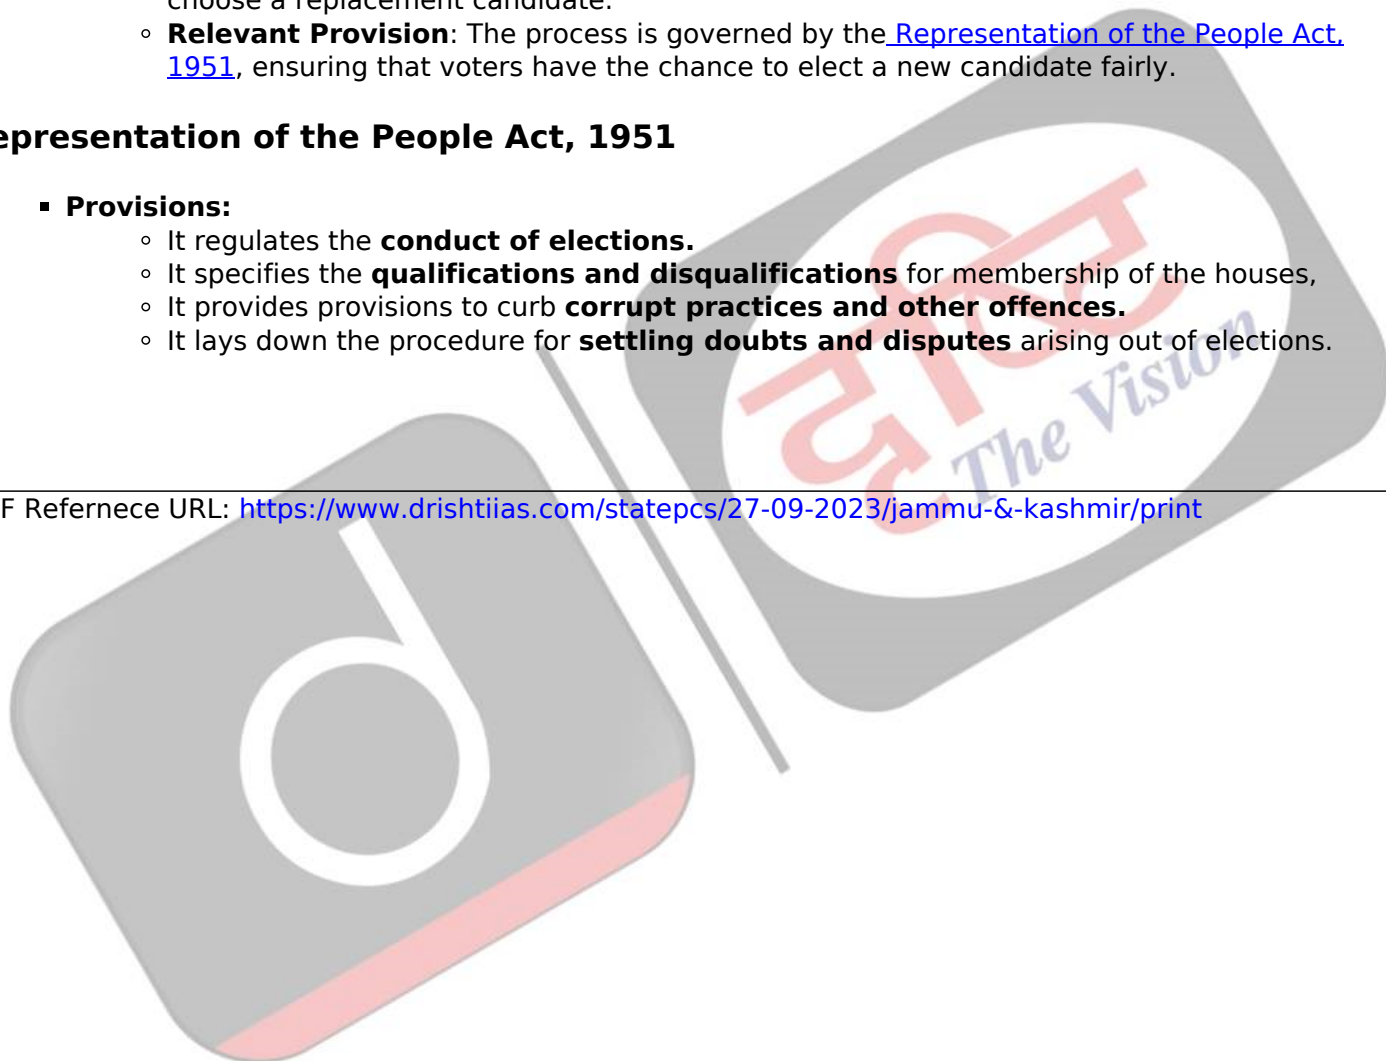 choose a replacement candidate.
Relevant Provision: The process is governed by the Representation of the People Act,
1951, ensuring that voters have the chance to elect a new candidate fairly.
epresentation of the People Act, 1951
Provisions:
It regulates the conduct of elections.
It specifies the qualifications and disqualifications for membership of the houses,
It provides provisions to curb corrupt practices and other offences.
It lays down the procedure for settling doubts and disputes arising out of elections.
दृष्टि
The Vision
F Refernece URL: https://www.drishtiias.com/statepcs/27-09-2023/jammu-&-kashmir/print
d